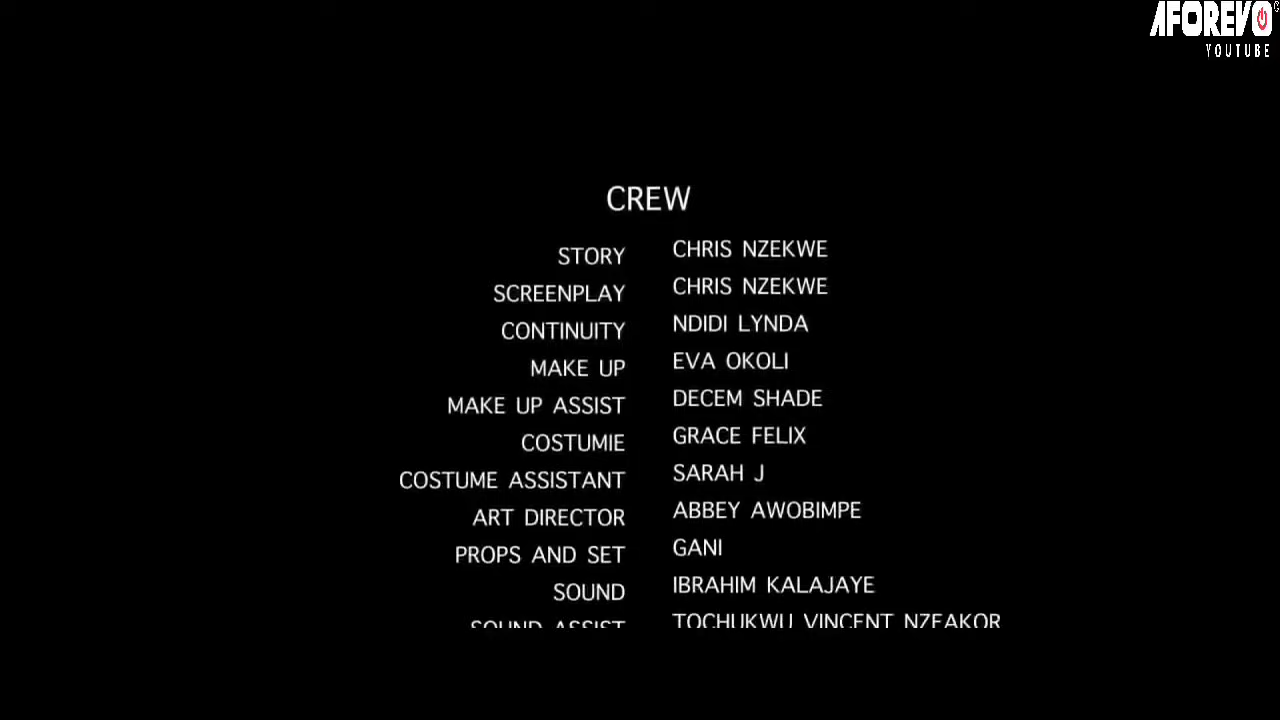 AFOREVO
YOUTUBE
CREW
STORY CHRIS NZEKWE
SCREENPLAY CHRIS NZEKWE
CONTINUITY NDIDI LYNDA
MAKE UP EVA OKOLI
MAKE UP ASSIST DECEM SHADE
COSTUMIE GRACE FELIX
COSTUME ASSISTANT SARAH J
ART DIRECTOR ABBEY AWOBIMPE
PROPS AND SET GANI
SOUND IBRAHIM KALAJAYE
SOUND ASSIST TOCHUKWU VINCENT NZEAKOR